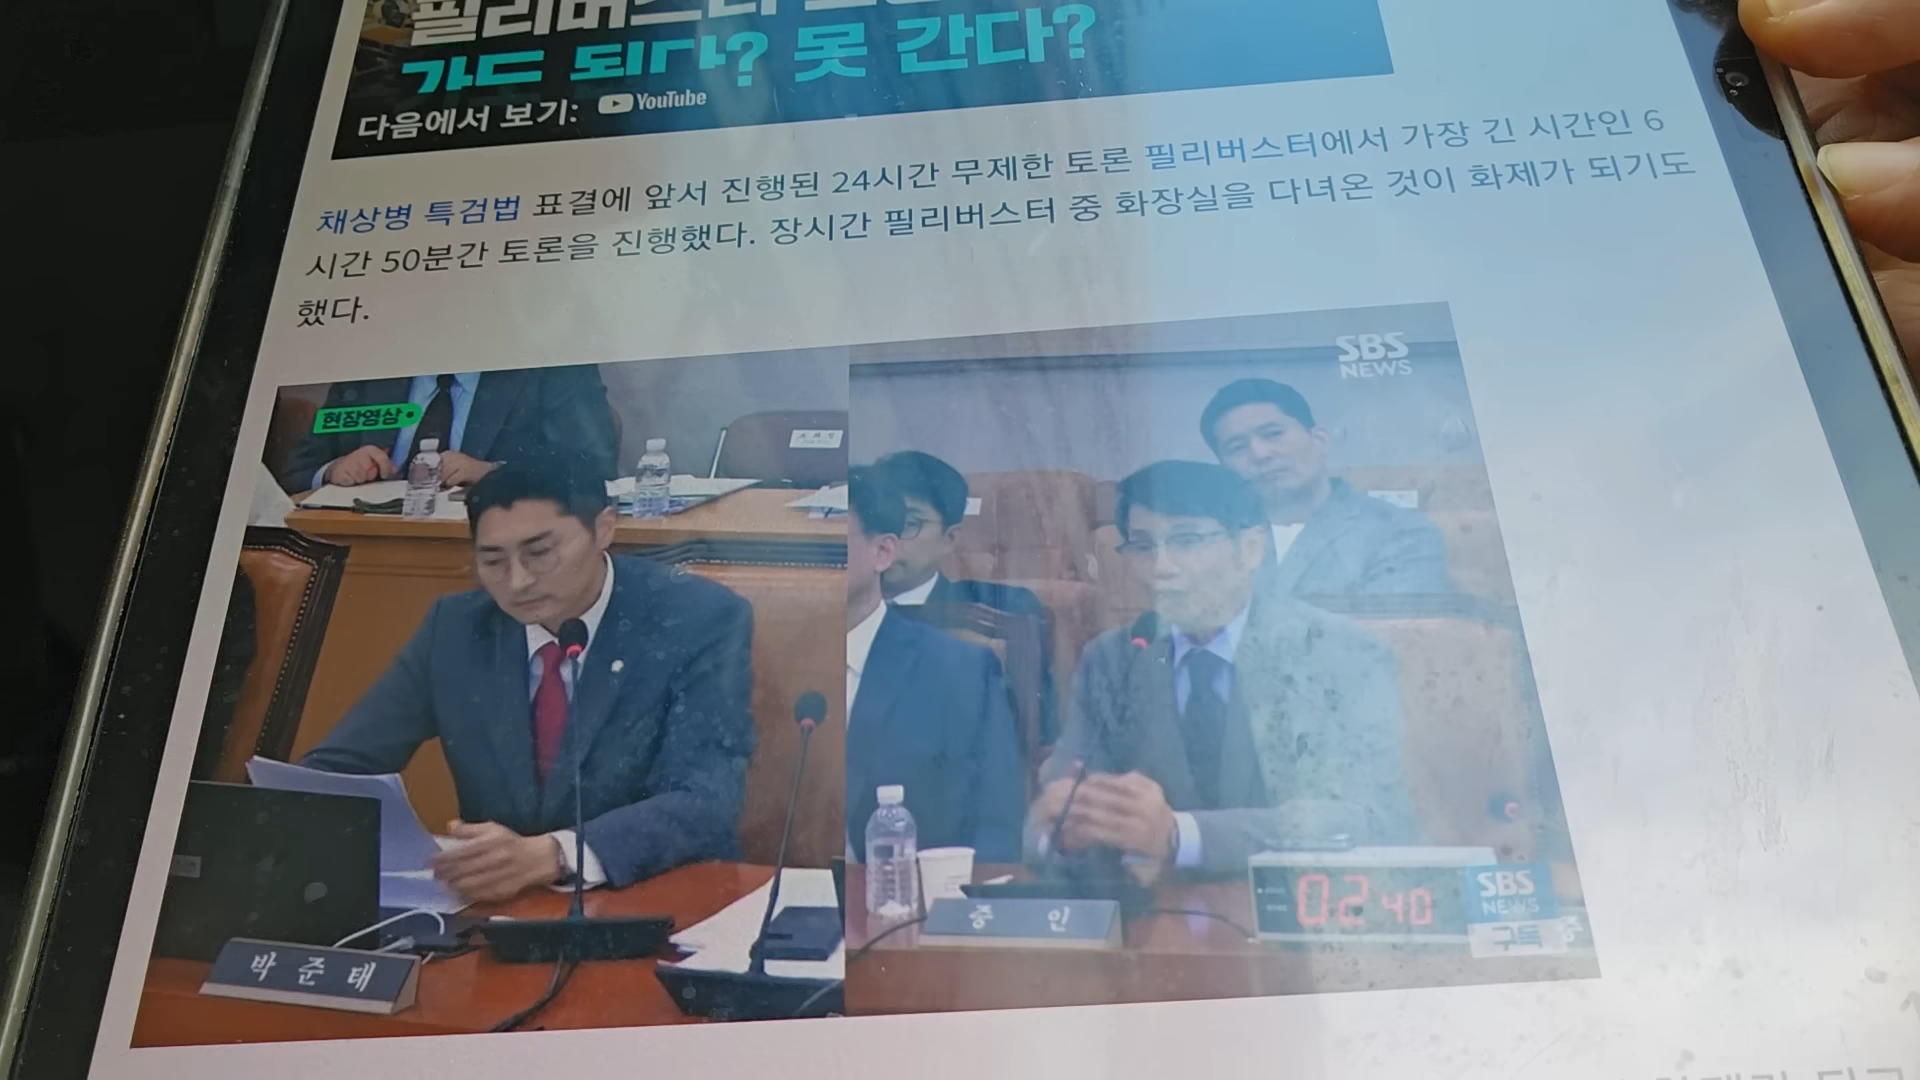 가도 되다? 못 간다?
다음에서 보기: YouTube
채상병 특검법 표결에 앞서 진행된 24시간 무제한 토론 필리버스터에서 가장 긴 시간인 6
시간 50분간 토론을 진행했다. 장시간 필리버스터 중 화장실을 다녀온 것이 화제가 되기도
했다.
SBS
NEWS
현장영상
02 40
SBS
NEWS
구독
증 인
박 준 태